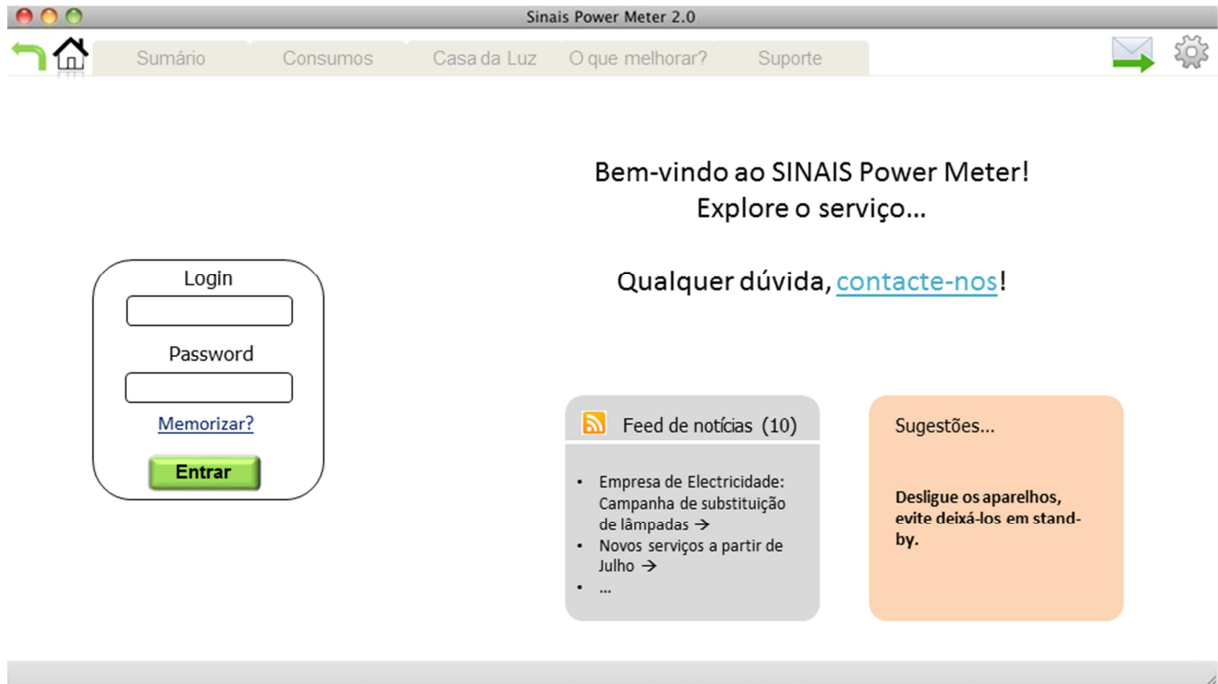 Sinais Power Meter 2.0
Sumário
Consumos
Casa da Luz
O que melhorar?
Suporte
Bem-vindo ao SINAIS Power Meter!
Explore o serviço...
Qualquer dúvida, contacte-nos!
Login
Password
Memorizar?
Entrar
Feed de notícias (10)
• Empresa de Electricidade:
Campanha de substituição
de lâmpadas →
• Novos serviços a partir de
Julho →
• ...
Sugestões...
Desligue os aparelhos,
evite deixá-los em stand-
by.